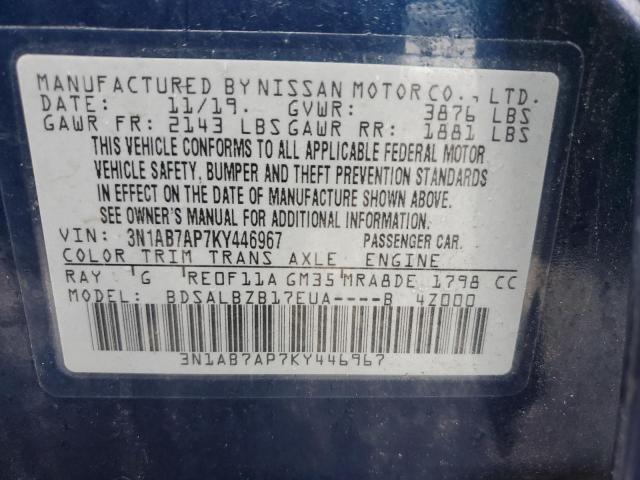 MANUFACTURED BY NISSAN MOTOR CO., LTD.
DATE: 11/19. GVWR: 3876 LBS
GAWR FR: 2143 LBS GAWR RR: 1881 LBS
THIS VEHICLE CONFORMS TO ALL APPLICABLE FEDERAL MOTOR
VEHICLE SAFETY, BUMPER AND THEFT PREVENTION STANDARDS
IN EFFECT ON THE DATE OF MANUFACTURE SHOWN ABOVE.
SEE OWNER'S MANUAL FOR ADDITIONAL INFORMATION.
VIN: 3N1AB7AP7KY446967 PASSENGER CAR.
COLOR TRIM TRANS AXLE ENGINE
RAY G RE0F11A GM35 MRA8DE 1798 CC
MODEL: BDSALBZB17EUA----B 4Z000
3N1AB7AP7KY446967